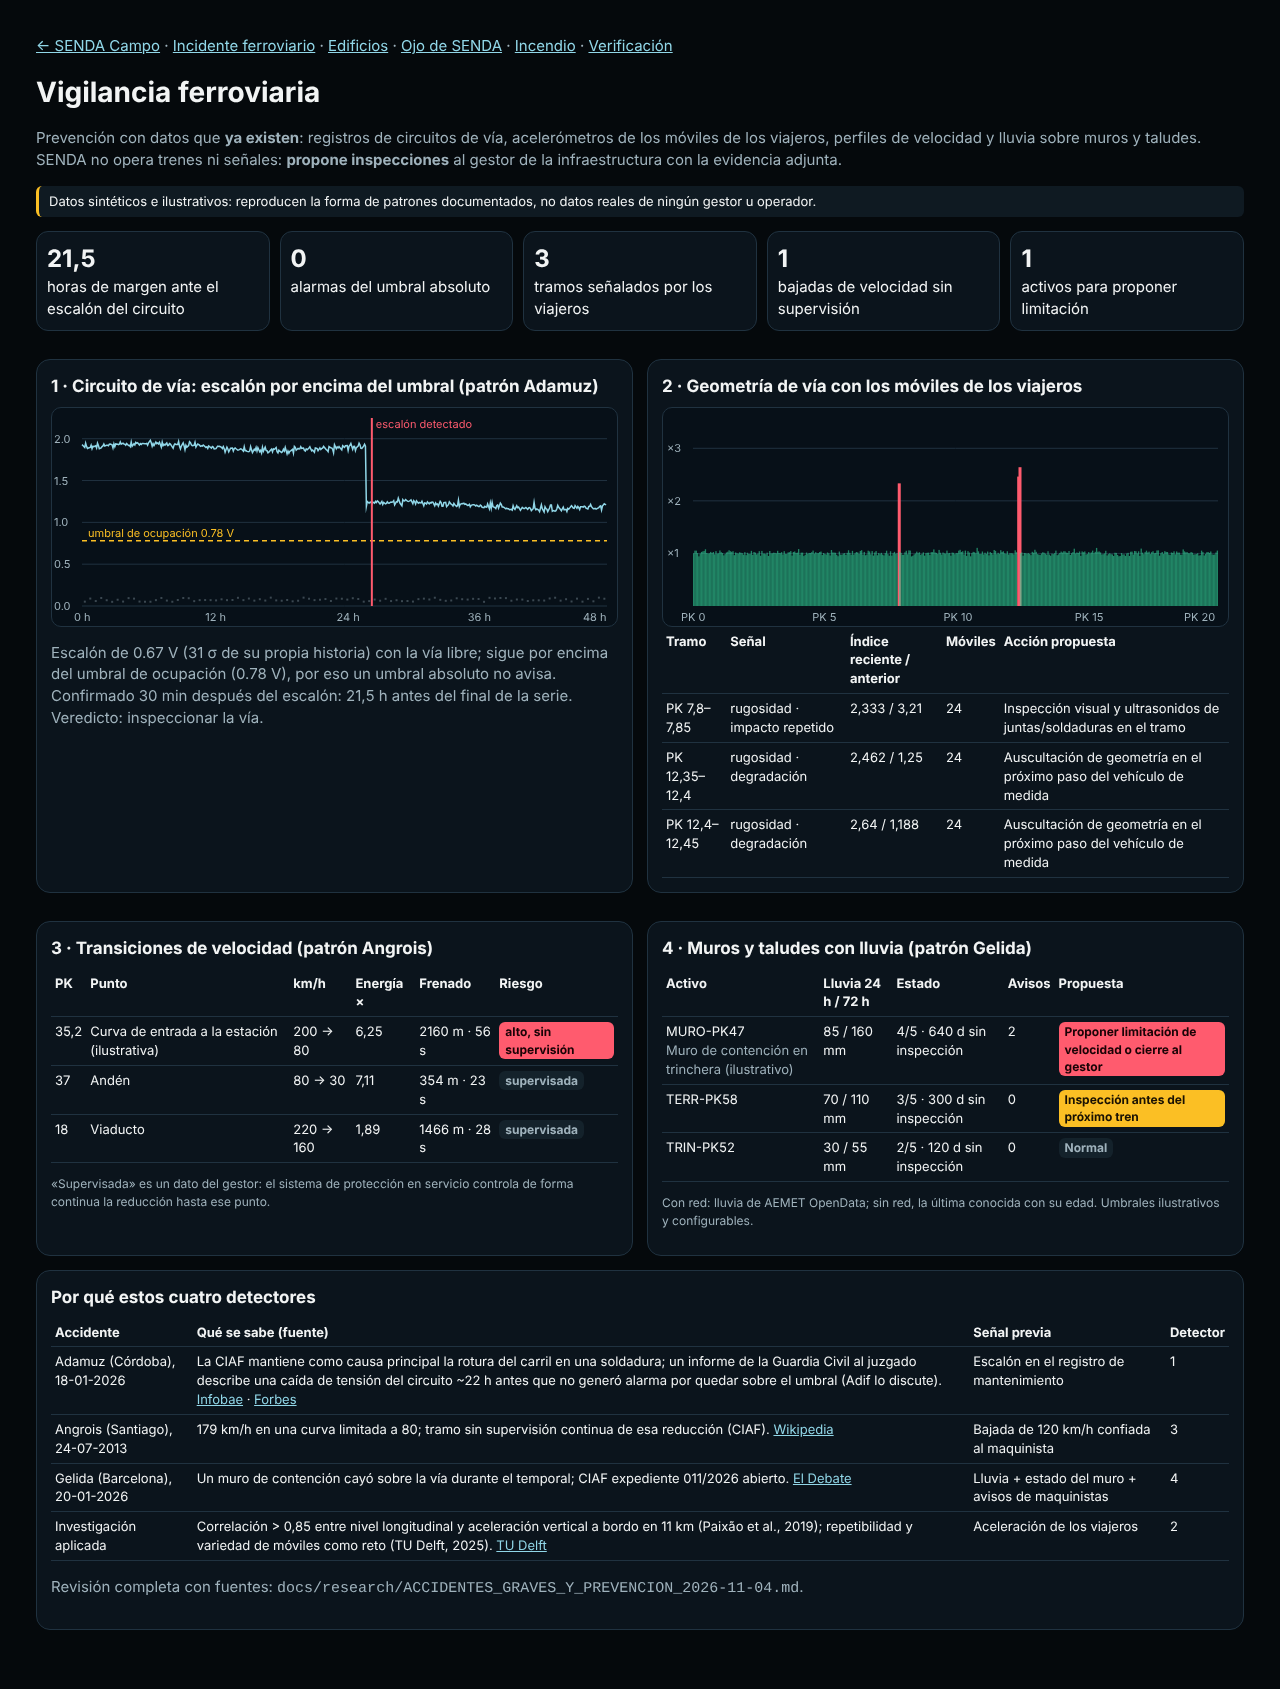 ← SENDA Campo · Incidente ferroviario · Edificios · Ojo de SENDA · Incendio · Verificación
Vigilancia ferroviaria
Prevención con datos que ya existen: registros de circuitos de vía, acelerómetros de los móviles de los viajeros, perfiles de velocidad y lluvia sobre muros y taludes.
SENDA no opera trenes ni señales: propone inspecciones al gestor de la infraestructura con la evidencia adjunta.
Datos sintéticos e ilustrativos: reproducen la forma de patrones documentados, no datos reales de ningún gestor u operador.
21,5
horas de margen ante el
escalón del circuito
0
alarmas del umbral absoluto
3
tramos señalados por los
viajeros
1
bajadas de velocidad sin
supervisión
1
activos para proponer
limitación
1 · Circuito de vía: escalón por encima del umbral (patrón Adamuz)
escalón detectado
2.0
1.5
1.0
umbral de ocupación 0.78 V
0.5
0.0
0 h 12 h 24 h 36 h 48 h
Escalón de 0.67 V (31 σ de su propia historia) con la vía libre; sigue por encima
del umbral de ocupación (0.78 V), por eso un umbral absoluto no avisa.
Confirmado 30 min después del escalón: 21,5 h antes del final de la serie.
Veredicto: inspeccionar la vía.
2 · Geometría de vía con los móviles de los viajeros
×3
×2
×1
PK 0 PK 5 PK 10 PK 15 PK 20
Tramo Señal Índice Móviles Acción propuesta
reciente /
anterior
PK 7,8– rugosidad · 2,333 / 3,21 24 Inspección visual y ultrasonidos de
7,85 impacto repetido juntas/soldaduras en el tramo
PK rugosidad · 2,462 / 1,25 24 Auscultación de geometría en el
12,35– degradación próximo paso del vehículo de
12,4 medida
PK 12,4– rugosidad · 2,64 / 1,188 24 Auscultación de geometría en el
12,45 degradación próximo paso del vehículo de
medida
3 · Transiciones de velocidad (patrón Angrois)
PK Punto km/h Energía Frenado Riesgo
×
35,2 Curva de entrada a la estación 200 → 6,25 2160 m · 56 alto, sin
(ilustrativa) 80 s supervisión
37 Andén 80 → 30 7,11 354 m · 23 supervisada
s
18 Viaducto 220 → 1,89 1466 m · 28 supervisada
160 s
«Supervisada» es un dato del gestor: el sistema de protección en servicio controla de forma
continua la reducción hasta ese punto.
4 · Muros y taludes con lluvia (patrón Gelida)
Activo Lluvia 24 Estado Avisos Propuesta
h / 72 h
MURO-PK47 85 / 160 4/5 · 640 d sin 2 Proponer limitación de
Muro de contención en mm inspección velocidad o cierre al
trinchera (ilustrativo) gestor
TERR-PK58 70 / 110 3/5 · 300 d sin 0 Inspección antes del
mm inspección próximo tren
TRIN-PK52 30 / 55 2/5 · 120 d sin 0 Normal
mm inspección
Con red: lluvia de AEMET OpenData; sin red, la última conocida con su edad. Umbrales ilustrativos
y configurables.
Por qué estos cuatro detectores
Accidente Qué se sabe (fuente) Señal previa Detector
Adamuz (Córdoba), La CIAF mantiene como causa principal la rotura del carril en una soldadura; un informe de la Guardia Civil al juzgado Escalón en el registro de 1
18-01-2026 describe una caída de tensión del circuito ~22 h antes que no generó alarma por quedar sobre el umbral (Adif lo discute). mantenimiento
Infobae · Forbes
Angrois (Santiago), 179 km/h en una curva limitada a 80; tramo sin supervisión continua de esa reducción (CIAF). Wikipedia Bajada de 120 km/h confiada 3
24-07-2013 al maquinista
Gelida (Barcelona), Un muro de contención cayó sobre la vía durante el temporal; CIAF expediente 011/2026 abierto. El Debate Lluvia + estado del muro + 4
20-01-2026 avisos de maquinistas
Investigación Correlación > 0,85 entre nivel longitudinal y aceleración vertical a bordo en 11 km (Paixão et al., 2019); repetibilidad y Aceleración de los viajeros 2
aplicada variedad de móviles como reto (TU Delft, 2025). TU Delft
Revisión completa con fuentes: docs/research/ACCIDENTES_GRAVES_Y_PREVENCION_2026-11-04.md.